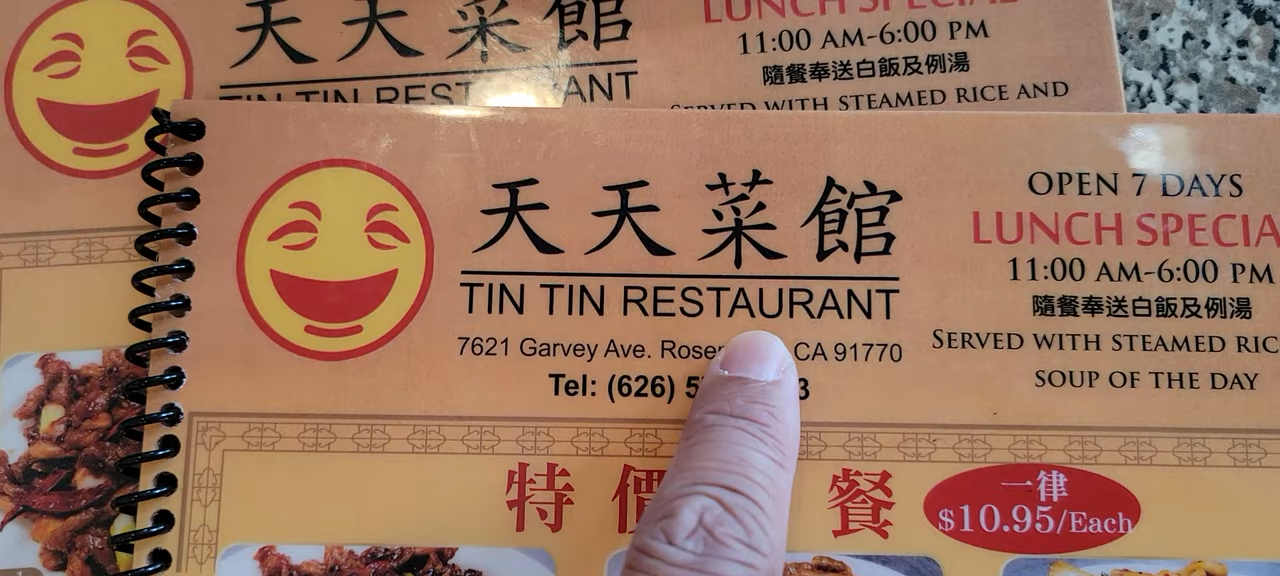 天天菜館
LUNCH SPECIAL
11:00 AM-6:00 PM
隨餐奉送白飯及例湯
TIN TIN RESTAURANT
SERVED WITH STEAMED RICE AND
天天菜館
TIN TIN RESTAURANT
7621 Garvey Ave. CA 91770
Tel: (626)
OPEN 7 DAYS
LUNCH SPECIA
11:00 AM-6:00 PM
隨餐奉送白飯及例湯
SERVED WITH STEAMED RIC
SOUP OF THE DAY
特價 餐
一律
$10.95/Each